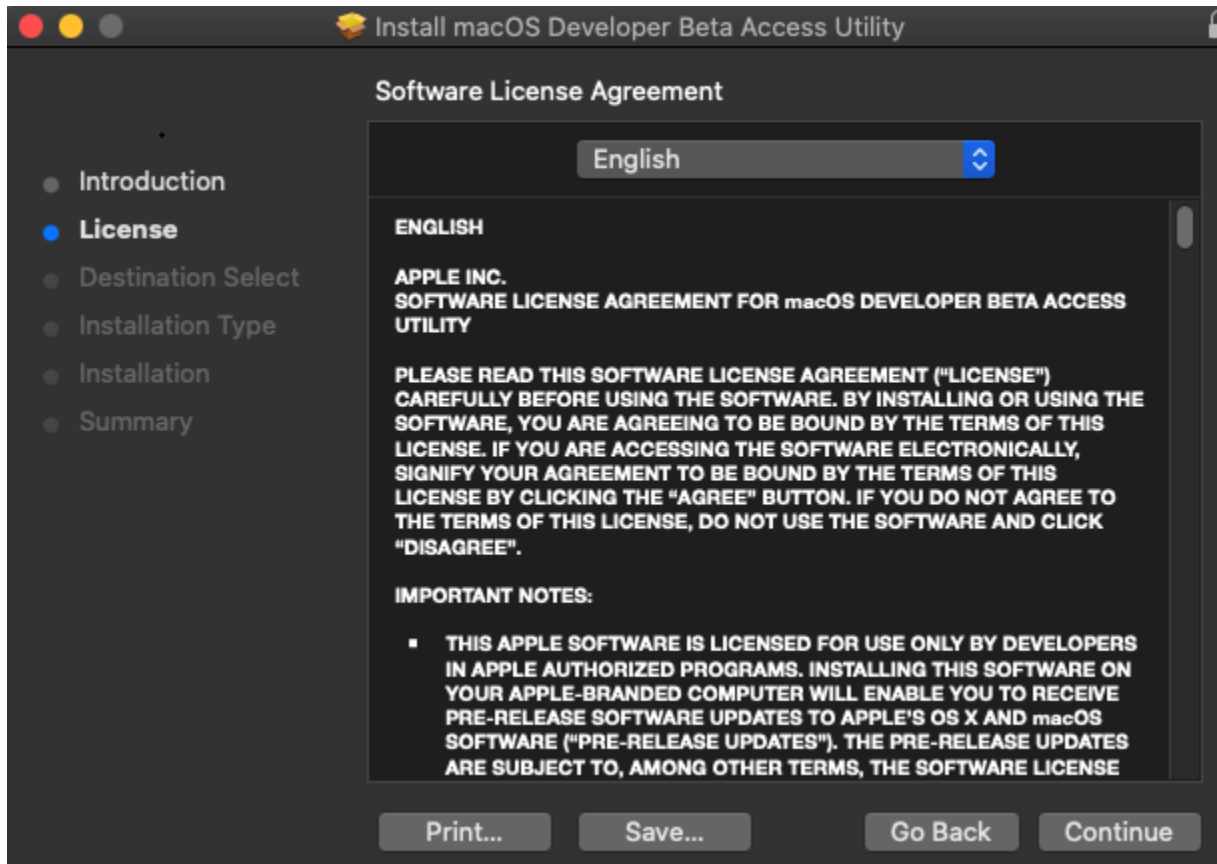 Install macOS Developer Beta Access Utility
Software License Agreement
Introduction
License
Destination Select
Installation Type
Installation
Summary
English
ENGLISH
APPLE INC.
SOFTWARE LICENSE AGREEMENT FOR macOS DEVELOPER BETA ACCESS
UTILITY
PLEASE READ THIS SOFTWARE LICENSE AGREEMENT (“LICENSE”)
CAREFULLY BEFORE USING THE SOFTWARE. BY INSTALLING OR USING THE
SOFTWARE, YOU ARE AGREEING TO BE BOUND BY THE TERMS OF THIS
LICENSE. IF YOU ARE ACCESSING THE SOFTWARE ELECTRONICALLY,
SIGNIFY YOUR AGREEMENT TO BE BOUND BY THE TERMS OF THIS
LICENSE BY CLICKING THE “AGREE” BUTTON. IF YOU DO NOT AGREE TO
THE TERMS OF THIS LICENSE, DO NOT USE THE SOFTWARE AND CLICK
“DISAGREE”.
IMPORTANT NOTES:
▪ THIS APPLE SOFTWARE IS LICENSED FOR USE ONLY BY DEVELOPERS
IN APPLE AUTHORIZED PROGRAMS. INSTALLING THIS SOFTWARE ON
YOUR APPLE-BRANDED COMPUTER WILL ENABLE YOU TO RECEIVE
PRE-RELEASE SOFTWARE UPDATES TO APPLE’S OS X AND macOS
SOFTWARE (“PRE-RELEASE UPDATES”). THE PRE-RELEASE UPDATES
ARE SUBJECT TO, AMONG OTHER TERMS, THE SOFTWARE LICENSE
Print...
Save...
Go Back
Continue